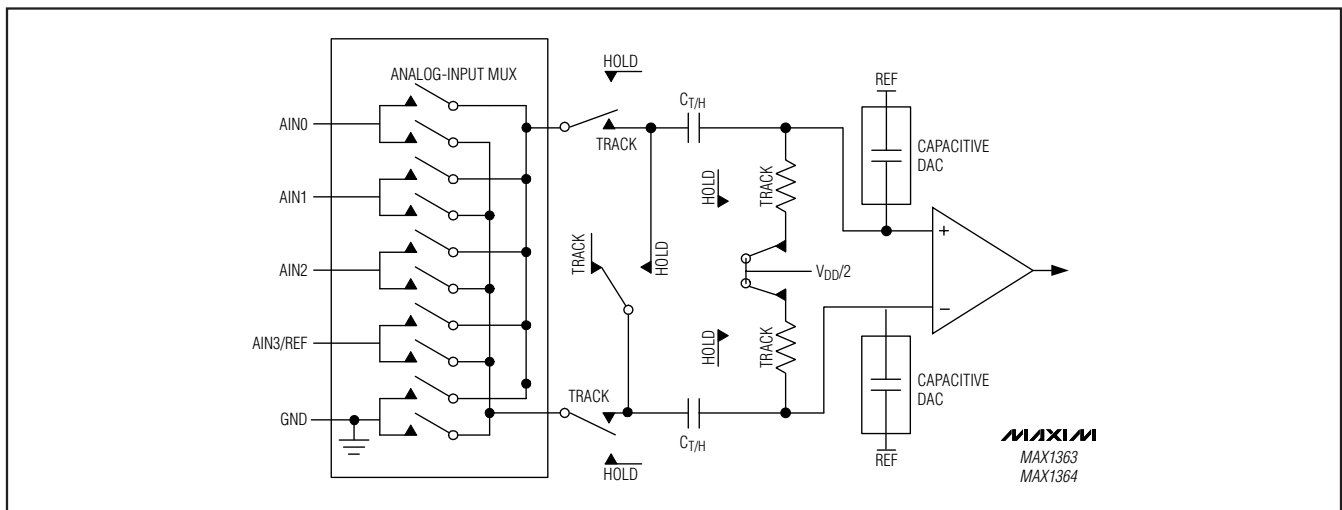 ANALOG-INPUT MUX
AIN0
AIN1
AIN2
AIN3/REF
GND
HOLD
TRACK
C_T/H
HOLD
TRACK
TRACK
HOLD
V_DD/2
HOLD
TRACK
TRACK
HOLD
C_T/H
REF
CAPACITIVE
DAC
+
−
CAPACITIVE
DAC
REF
MAXIM
MAX1363
MAX1364